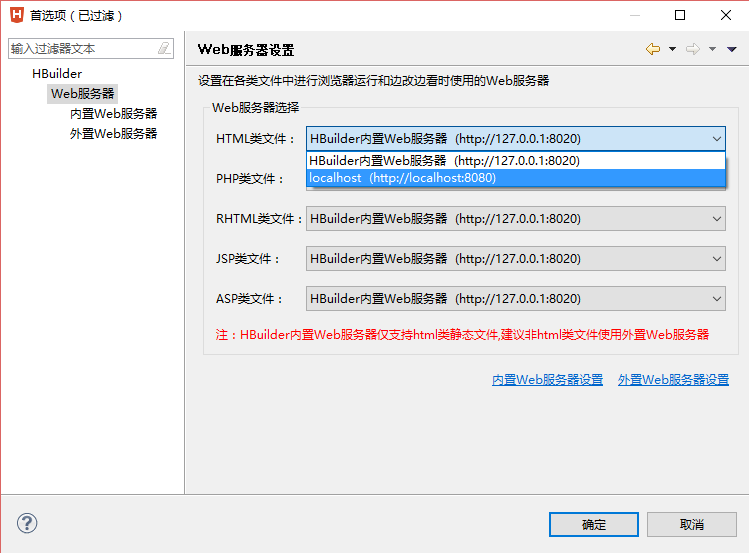 首选项（已过滤）
输入过滤器文本
HBuilder
Web服务器
内置Web服务器
外置Web服务器
Web服务器设置
设置在各类文件中进行浏览器运行和边改边看时使用的Web服务器
Web服务器选择
HTML类文件： HBuilder内置Web服务器（http://127.0.0.1:8020)
HBuilder内置Web服务器（http://127.0.0.1:8020)
localhost（http://localhost:8080)
PHP类文件：
RHTML类文件： HBuilder内置Web服务器（http://127.0.0.1:8020)
JSP类文件： HBuilder内置Web服务器（http://127.0.0.1:8020)
ASP类文件： HBuilder内置Web服务器（http://127.0.0.1:8020)
注：HBuilder内置Web服务器仅支持html类静态文件,建议非html类文件使用外置Web服务器
内置Web服务器设置 外置Web服务器设置
确定 取消